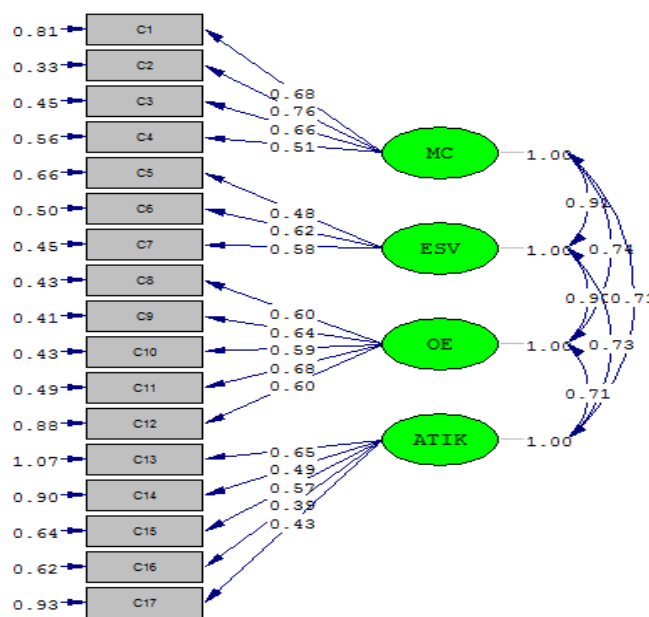 0.81 C1
0.33 C2
0.45 C3
0.56 C4
0.66 C5
0.50 C6
0.45 C7
0.43 C8
0.41 C9
0.43 C10
0.49 C11
0.88 C12
1.07 C13
0.90 C14
0.64 C15
0.62 C16
0.93 C17
0.68
0.76
0.66
0.51
0.48
0.62
0.58
0.60
0.64
0.59
0.68
0.60
0.65
0.49
0.57
0.39
0.43
MC 1.00
ESV 1.00
OE 1.00
ATIK 1.00
0.74
0.73
0.71